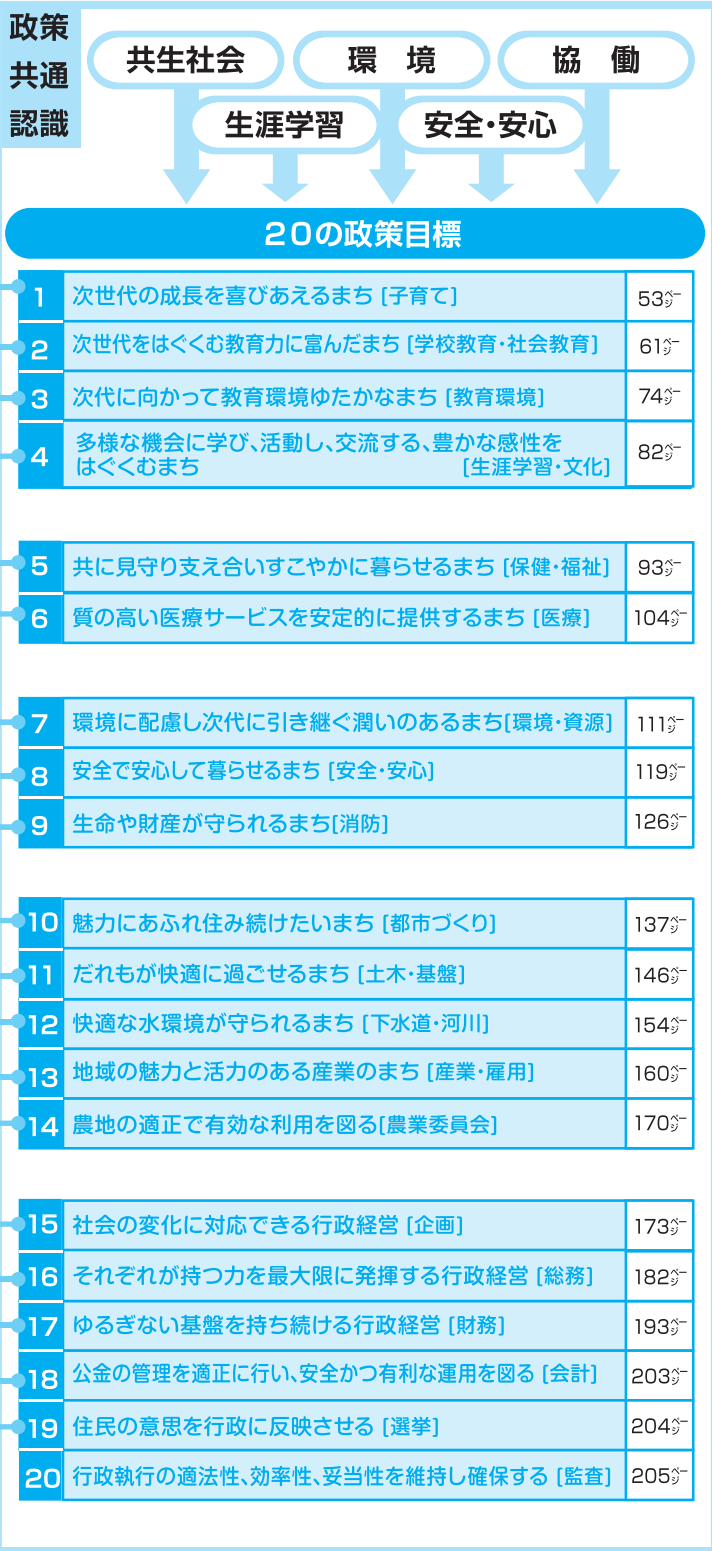 政策
共通
認識
共生社会
環　境
協　働
生涯学習
安全・安心
20の政策目標
1 次世代の成長を喜びあえるまち [子育て] 53ページ
2 次世代をはぐくむ教育力に富んだまち [学校教育・社会教育] 61ページ
3 次代に向かって教育環境ゆたかなまち [教育環境] 74ページ
4 多様な機会に学び、活動し、交流する、豊かな感性を
はぐくむまち [生涯学習・文化] 82ページ
5 共に見守り支え合いすこやかに暮らせるまち [保健・福祉] 93ページ
6 質の高い医療サービスを安定的に提供するまち [医療] 104ページ
7 環境に配慮し次代に引き継ぐ潤いのあるまち[環境・資源] 111ページ
8 安全で安心して暮らせるまち [安全・安心] 119ページ
9 生命や財産が守られるまち[消防] 126ページ
10 魅力にあふれ住み続けたいまち [都市づくり] 137ページ
11 だれもが快適に過ごせるまち [土木・基盤] 146ページ
12 快適な水環境が守られるまち [下水道・河川] 154ページ
13 地域の魅力と活力のある産業のまち [産業・雇用] 160ページ
14 農地の適正で有効な利用を図る[農業委員会] 170ページ
15 社会の変化に対応できる行政経営 [企画] 173ページ
16 それぞれが持つ力を最大限に発揮する行政経営 [総務] 182ページ
17 ゆるぎない基盤を持ち続ける行政経営 [財務] 193ページ
18 公金の管理を適正に行い、安全かつ有利な運用を図る [会計] 203ページ
19 住民の意思を行政に反映させる [選挙] 204ページ
20 行政執行の適法性、効率性、妥当性を維持し確保する [監査] 205ページ